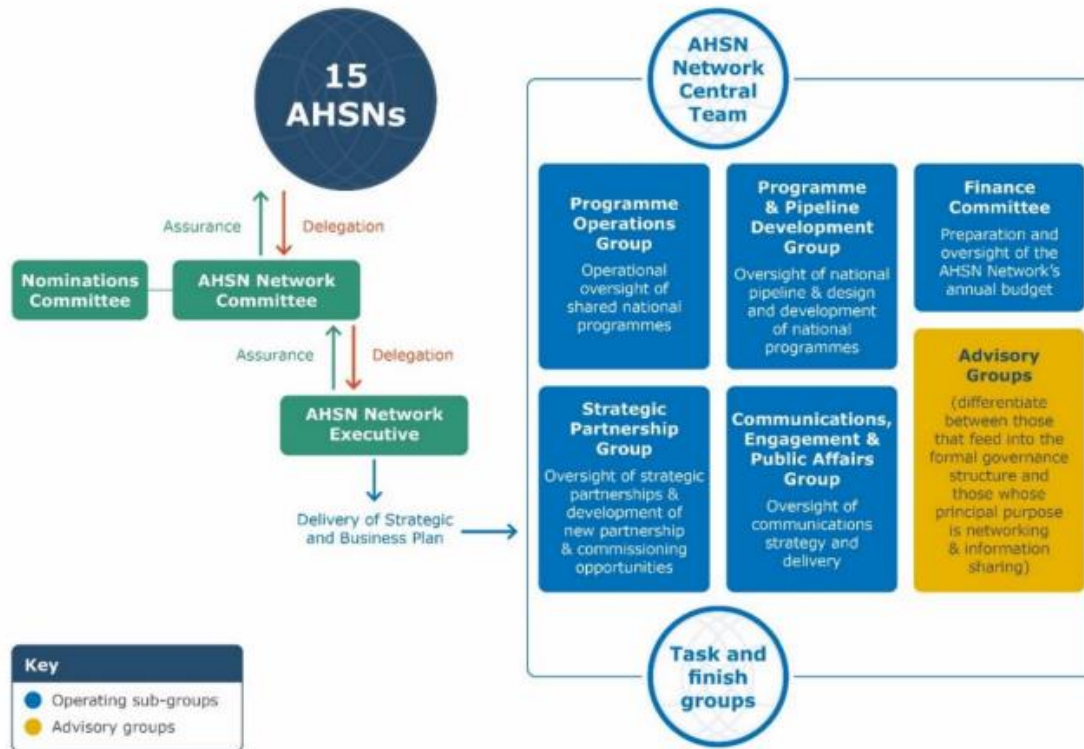 15
AHSNs
Assurance
Delegation
Nominations
Committee
AHSN Network
Committee
Assurance
Delegation
AHSN Network
Executive
Delivery of Strategic
and Business Plan
AHSN
Network
Central
Team
Programme
Operations
Group
Operational
oversight of
shared national
programmes
Programme
& Pipeline
Development
Group
Oversight of national
pipeline & design
and development
of national
programmes
Finance
Committee
Preparation and
oversight of the
AHSN Network's
annual budget
Strategic
Partnership
Group
Oversight of strategic
partnerships &
development of
new partnership
& commissioning
opportunities
Communications,
Engagement &
Public Affairs
Group
Oversight of
communications
strategy and
delivery
Advisory
Groups
(differentiate
between those
that feed into the
formal governance
structure and
those whose
principal purpose
is networking
& information
sharing)
Task and
finish
groups
Key
Operating sub-groups
Advisory groups